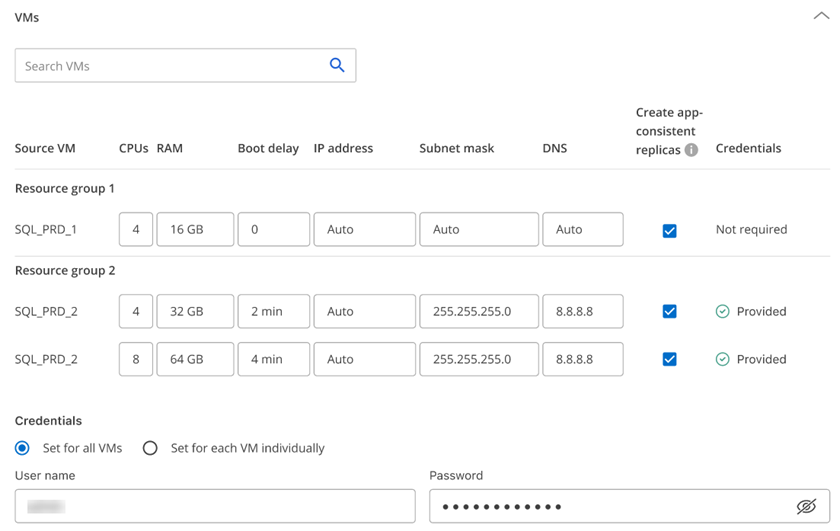 VMs
Search VMs
Create app-
consistent
Source VM CPUs RAM Boot delay IP address Subnet mask DNS replicas Credentials
Resource group 1
SQL_PRD_1 4 16 GB 0 Auto Auto Auto Not required
Resource group 2
SQL_PRD_2 4 32 GB 2 min Auto 255.255.255.0 8.8.8.8 Provided
SQL_PRD_2 8 64 GB 4 min Auto 255.255.255.0 8.8.8.8 Provided
Credentials
Set for all VMs Set for each VM individually
User name Password